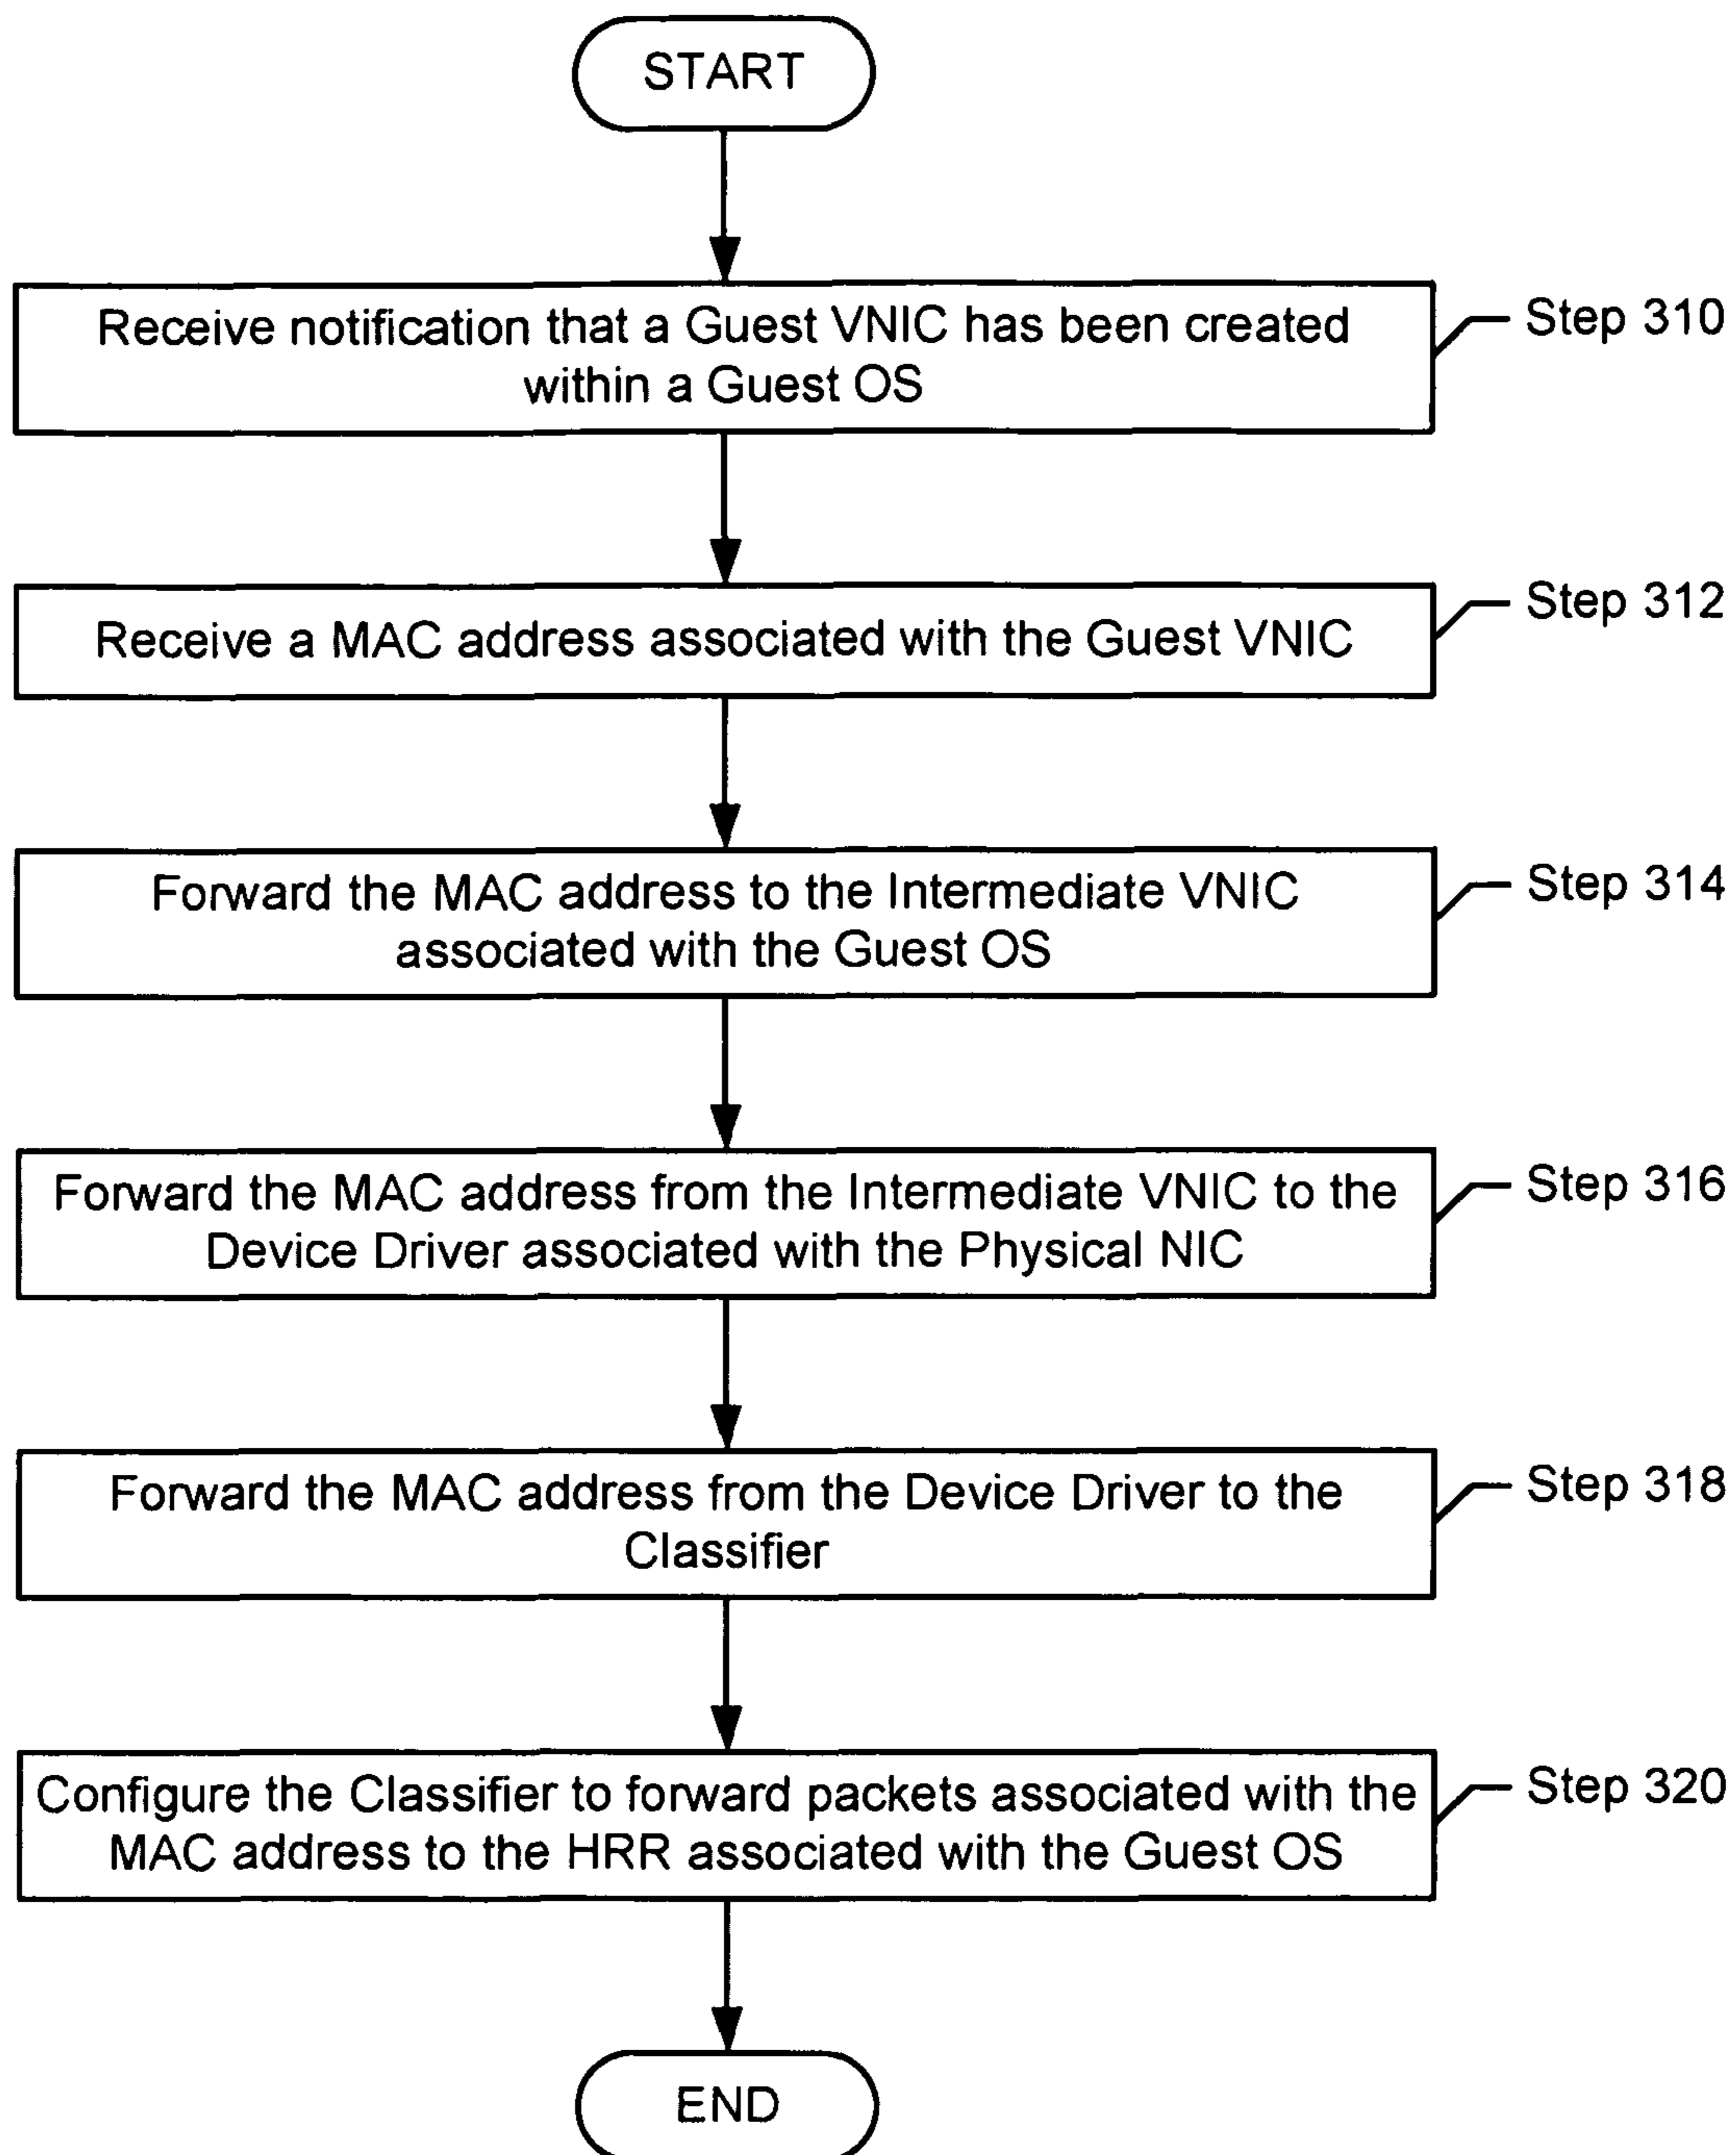 START
Receive notification that a Guest VNIC has been created
within a Guest OS
Step 310
Receive a MAC address associated with the Guest VNIC
Step 312
Forward the MAC address to the Intermediate VNIC
associated with the Guest OS
Step 314
Forward the MAC address from the Intermediate VNIC to the
Device Driver associated with the Physical NIC
Step 316
Forward the MAC address from the Device Driver to the
Classifier
Step 318
Configure the Classifier to forward packets associated with the
MAC address to the HRR associated with the Guest OS
Step 320
END